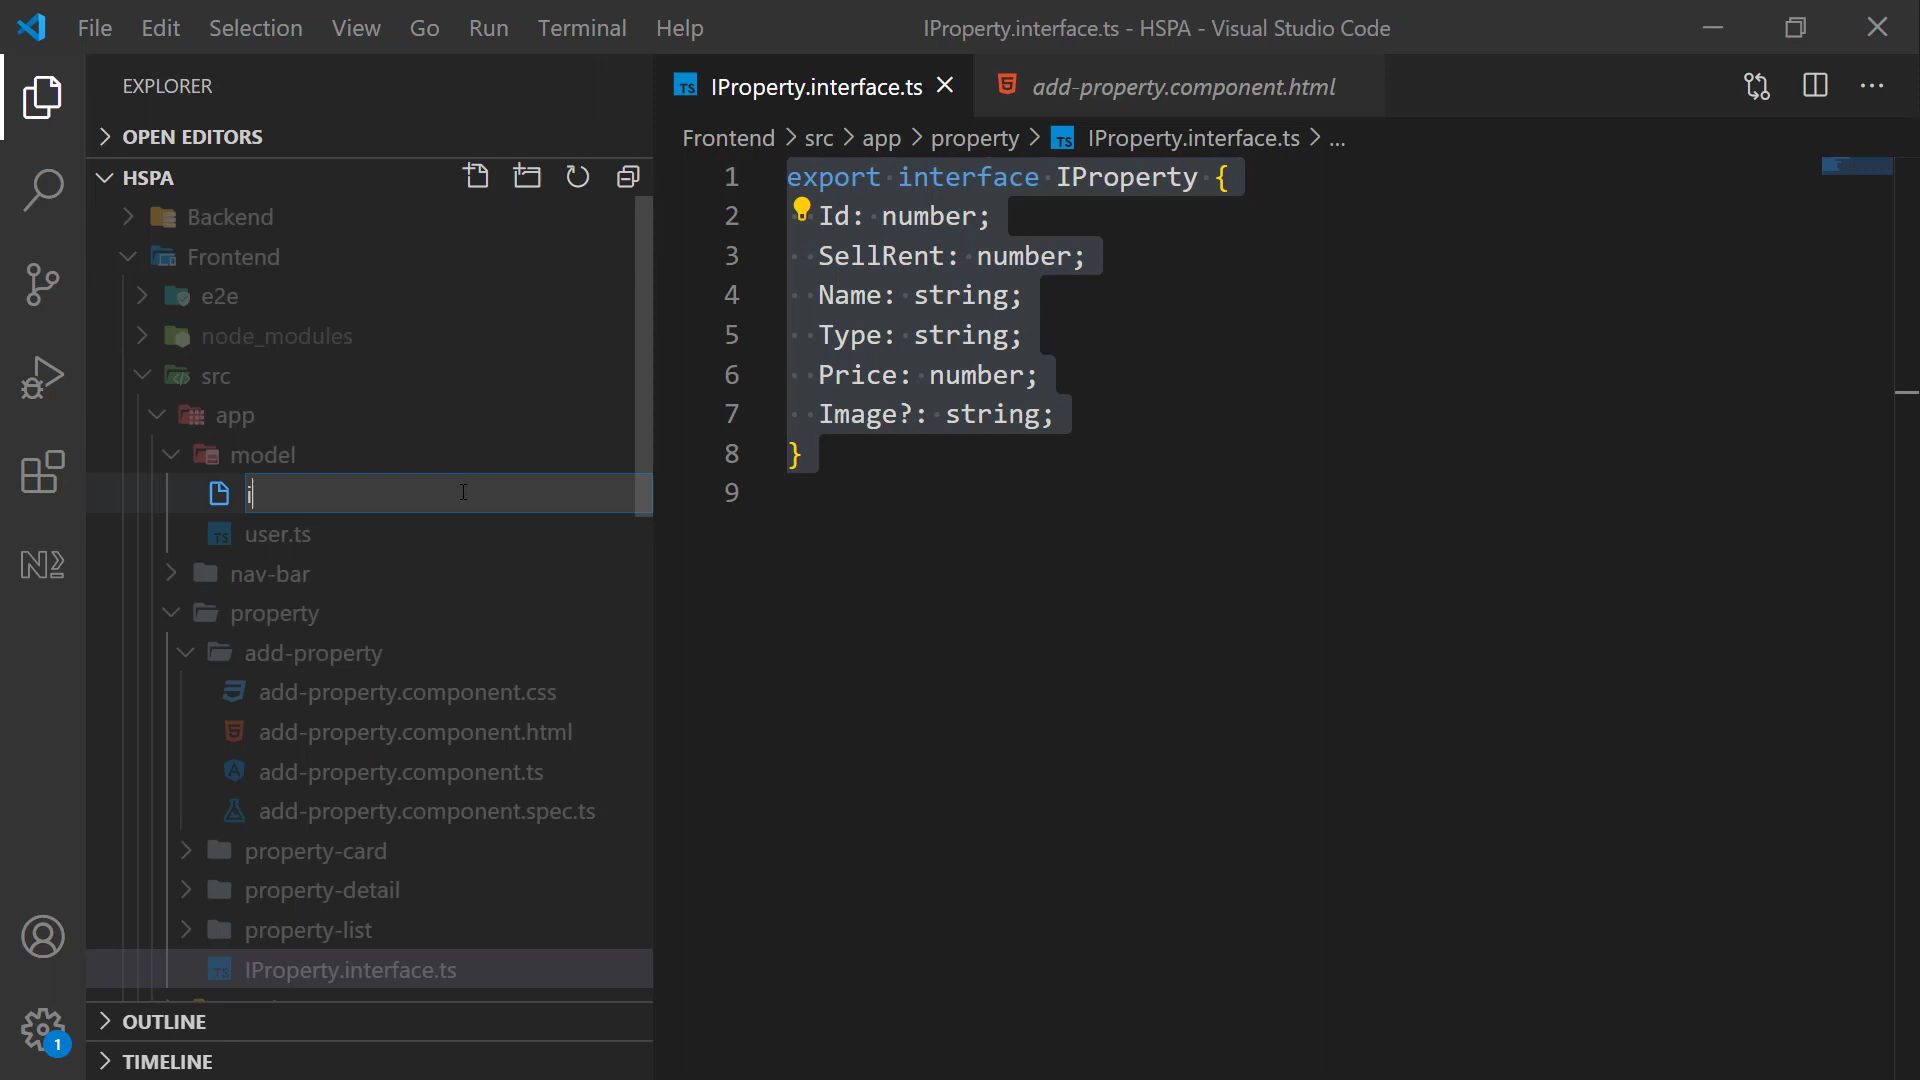 File Edit Selection View Go Run Terminal Help IProperty.interface.ts - HSPA - Visual Studio Code
EXPLORER
OPEN EDITORS
HSPA
Backend
Frontend
e2e
node_modules
src
app
model
i
user.ts
nav-bar
property
add-property
add-property.component.css
add-property.component.html
add-property.component.ts
add-property.component.spec.ts
property-card
property-detail
property-list
IProperty.interface.ts
OUTLINE
TIMELINE
1
IProperty.interface.ts add-property.component.html
Frontend > src > app > property > IProperty.interface.ts > ...
1 export interface IProperty {
2 Id: number;
3 SellRent: number;
4 Name: string;
5 Type: string;
6 Price: number;
7 Image?: string;
8 }
9